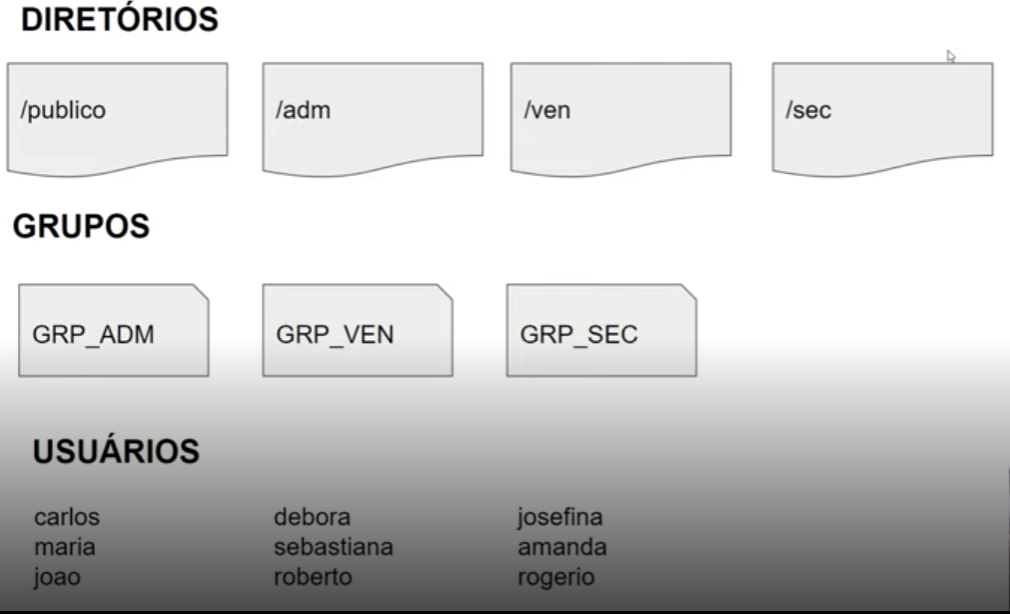 DIRETÓRIOS
/publico /adm /ven /sec
GRUPOS
GRP_ADM GRP_VEN GRP_SEC
USUÁRIOS
carlos debora josefina
maria sebastiana amanda
joao roberto rogerio